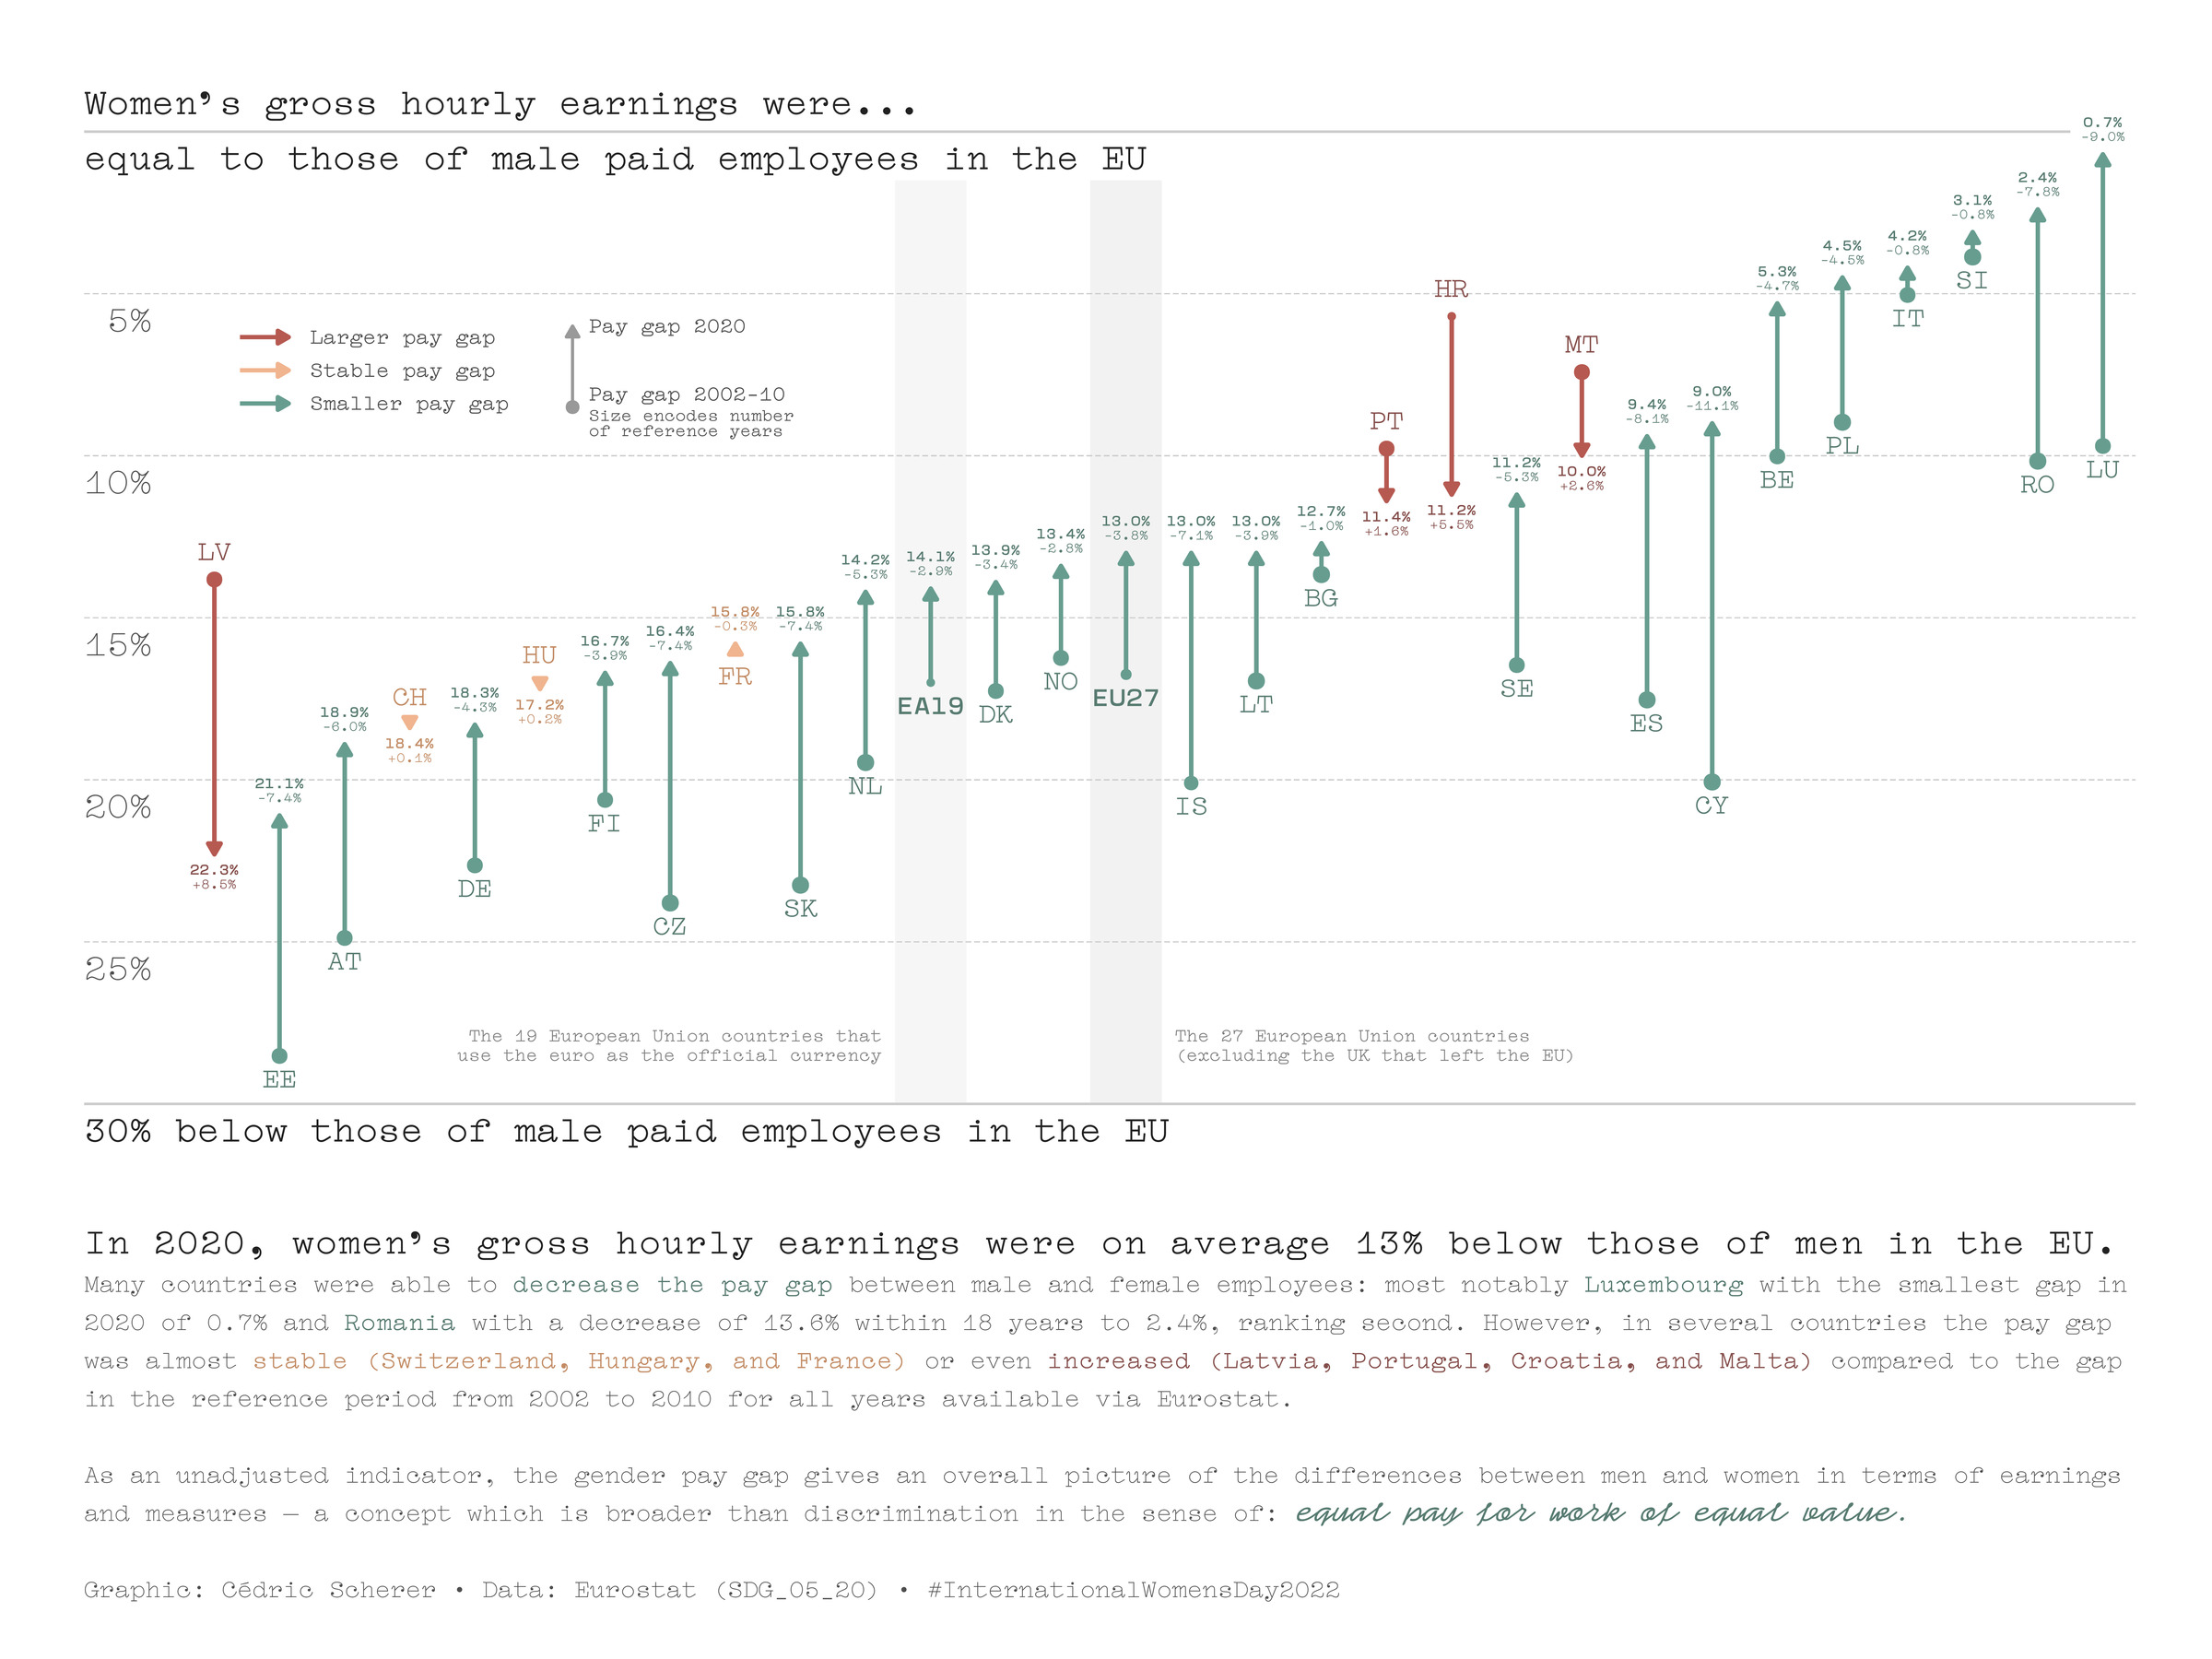 Women's gross hourly earnings were...
equal to those of male paid employees in the EU
5%
10%
15%
20%
25%
Larger pay gap
Stable pay gap
Smaller pay gap
Pay gap 2020
Pay gap 2002-10
Size encodes number
of reference years
LV
22.3%
+8.5%
21.1%
-7.4%
EE
18.9%
-6.0%
AT
CH
18.4%
+0.1%
18.3%
-4.3%
DE
HU
17.2%
+0.2%
16.7%
-3.9%
FI
16.4%
-7.4%
CZ
15.8%
-0.3%
FR
15.8%
-7.4%
SK
14.2%
-5.3%
NL
14.1%
-2.9%
EA19
13.9%
-3.4%
DK
13.4%
-2.8%
NO
13.0%
-3.8%
EU27
13.0%
-7.1%
IS
13.0%
-3.9%
LT
12.7%
-1.0%
BG
PT
11.4%
+1.6%
HR
11.2%
+5.5%
11.2%
-5.3%
SE
MT
10.0%
+2.6%
9.4%
-8.1%
ES
9.0%
-11.1%
CY
5.3%
-4.7%
BE
4.5%
-4.5%
PL
4.2%
-0.8%
IT
3.1%
-0.8%
SI
2.4%
-7.8%
RO
0.7%
-9.0%
LU
The 19 European Union countries that
use the euro as the official currency
The 27 European Union countries
(excluding the UK that left the EU)
30% below those of male paid employees in the EU
In 2020, women's gross hourly earnings were on average 13% below those of men in the EU.
Many countries were able to decrease the pay gap between male and female employees: most notably Luxembourg with the smallest gap in
2020 of 0.7% and Romania with a decrease of 13.6% within 18 years to 2.4%, ranking second. However, in several countries the pay gap
was almost stable (Switzerland, Hungary, and France) or even increased (Latvia, Portugal, Croatia, and Malta) compared to the gap
in the reference period from 2002 to 2010 for all years available via Eurostat.
As an unadjusted indicator, the gender pay gap gives an overall picture of the differences between men and women in terms of earnings
and measures – a concept which is broader than discrimination in the sense of: equal pay for work of equal value.
Graphic: Cédric Scherer • Data: Eurostat (SDG_05_20) • #InternationalWomensDay2022